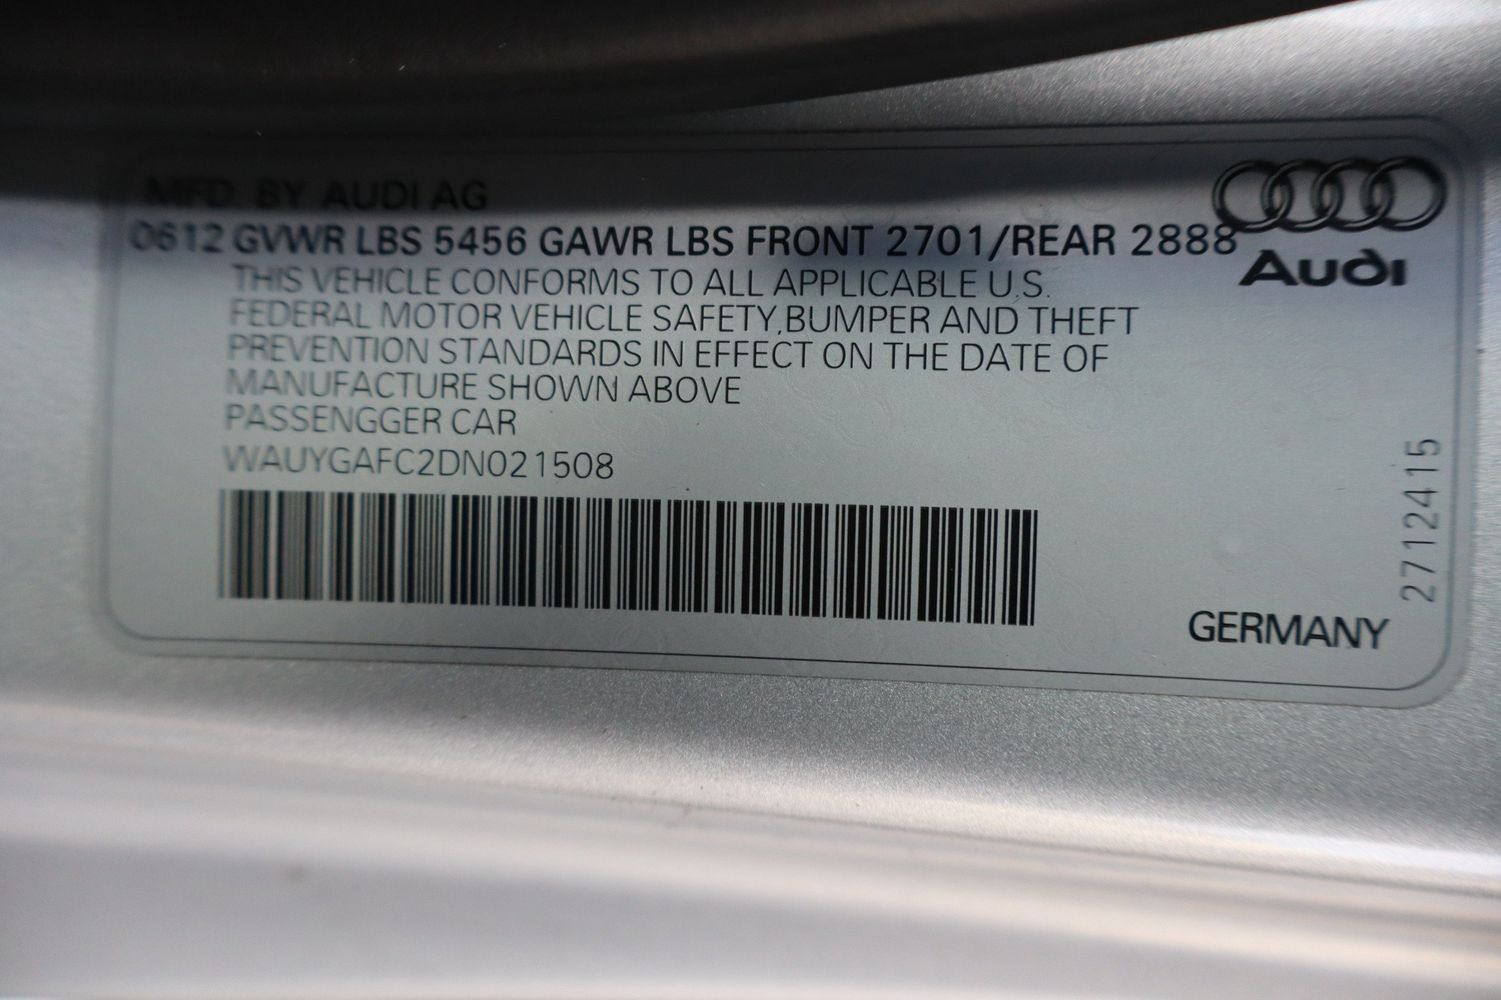 MFD. BY AUDI AG
0612 GVWR LBS 5456 GAWR LBS FRONT 2701/REAR 2888
THIS VEHICLE CONFORMS TO ALL APPLICABLE U.S.
FEDERAL MOTOR VEHICLE SAFETY,BUMPER AND THEFT
PREVENTION STANDARDS IN EFFECT ON THE DATE OF
MANUFACTURE SHOWN ABOVE
PASSENGGER CAR
WAUYGAFC2DN021508
Audi
2712415
GERMANY